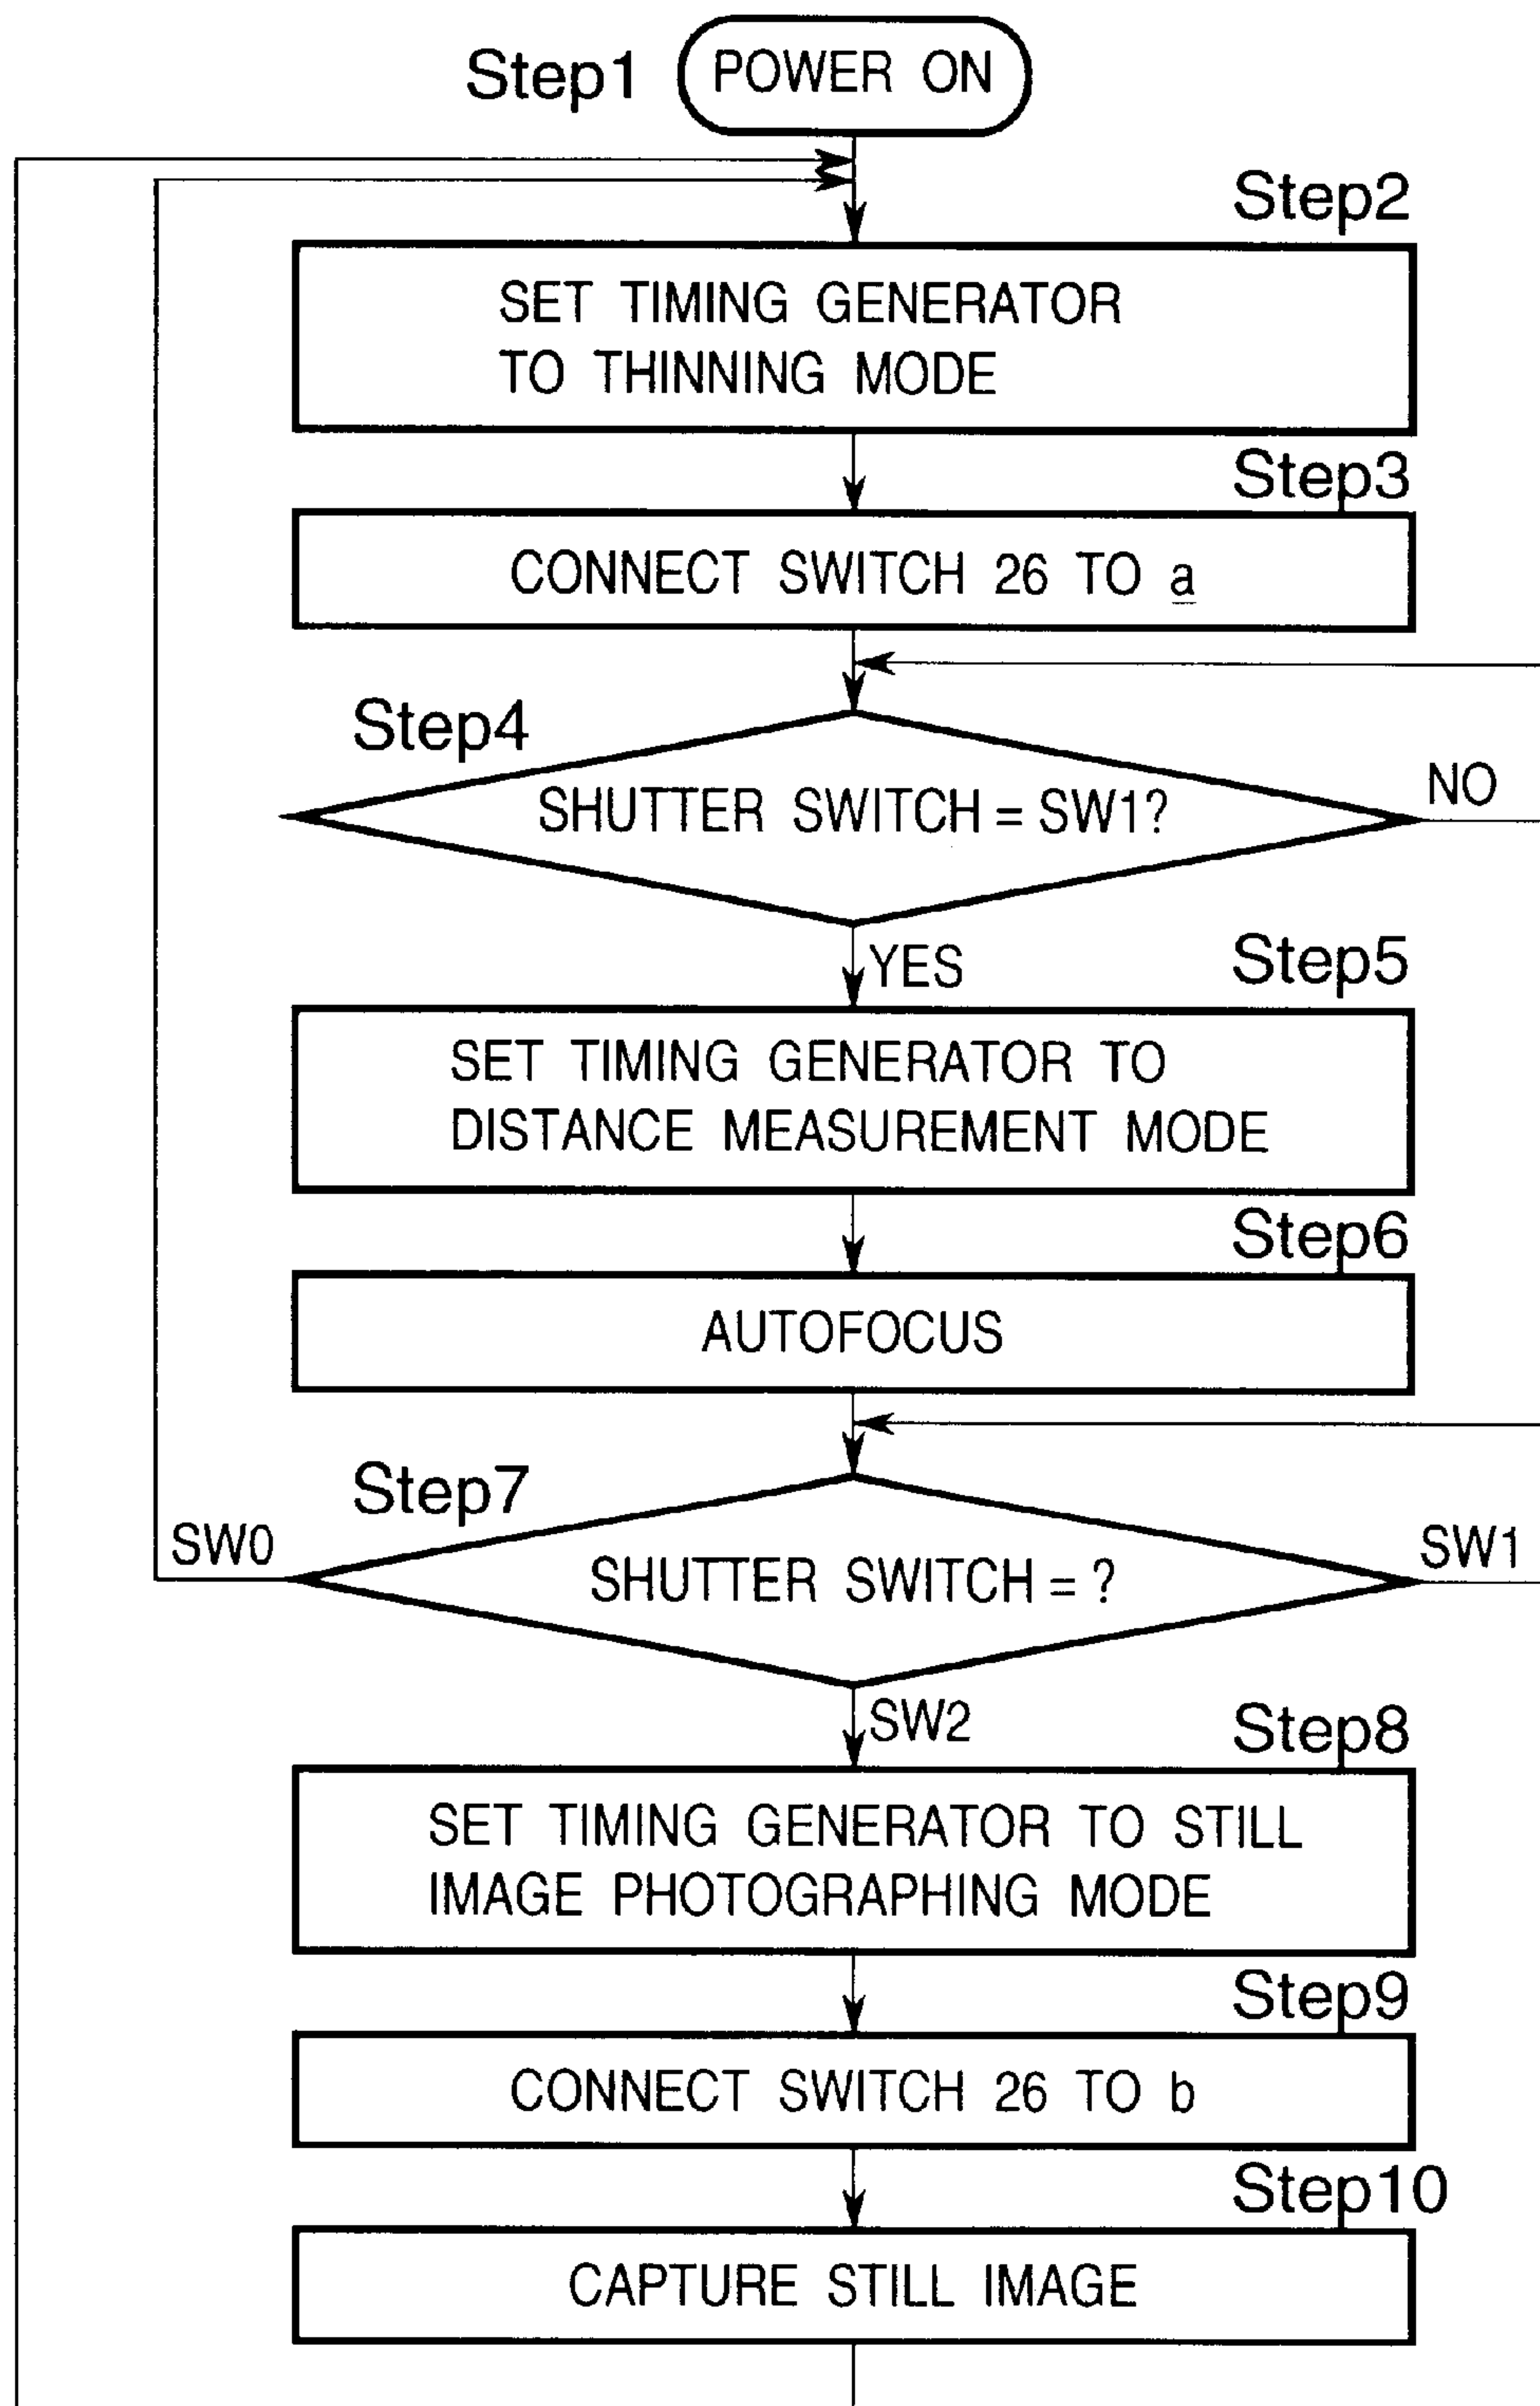 Step1
POWER ON
Step2
SET TIMING GENERATOR
TO THINNING MODE
Step3
CONNECT SWITCH 26 TO a
Step4
SHUTTER SWITCH = SW1?
NO
YES
Step5
SET TIMING GENERATOR TO
DISTANCE MEASUREMENT MODE
Step6
AUTOFOCUS
Step7
SW0
SHUTTER SWITCH = ?
SW1
SW2
Step8
SET TIMING GENERATOR TO STILL
IMAGE PHOTOGRAPHING MODE
Step9
CONNECT SWITCH 26 TO b
Step10
CAPTURE STILL IMAGE